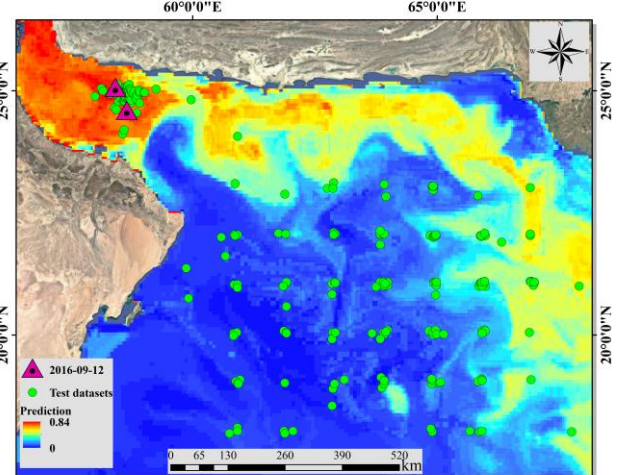 60°0'0"E 65°0'0"E
N
W E
S
25°0'0"N 25°0'0"N
20°0'0"N 20°0'0"N
2016-09-12
Test datasets
Prediction
0.84
0
0 65 130 260 390 520
km